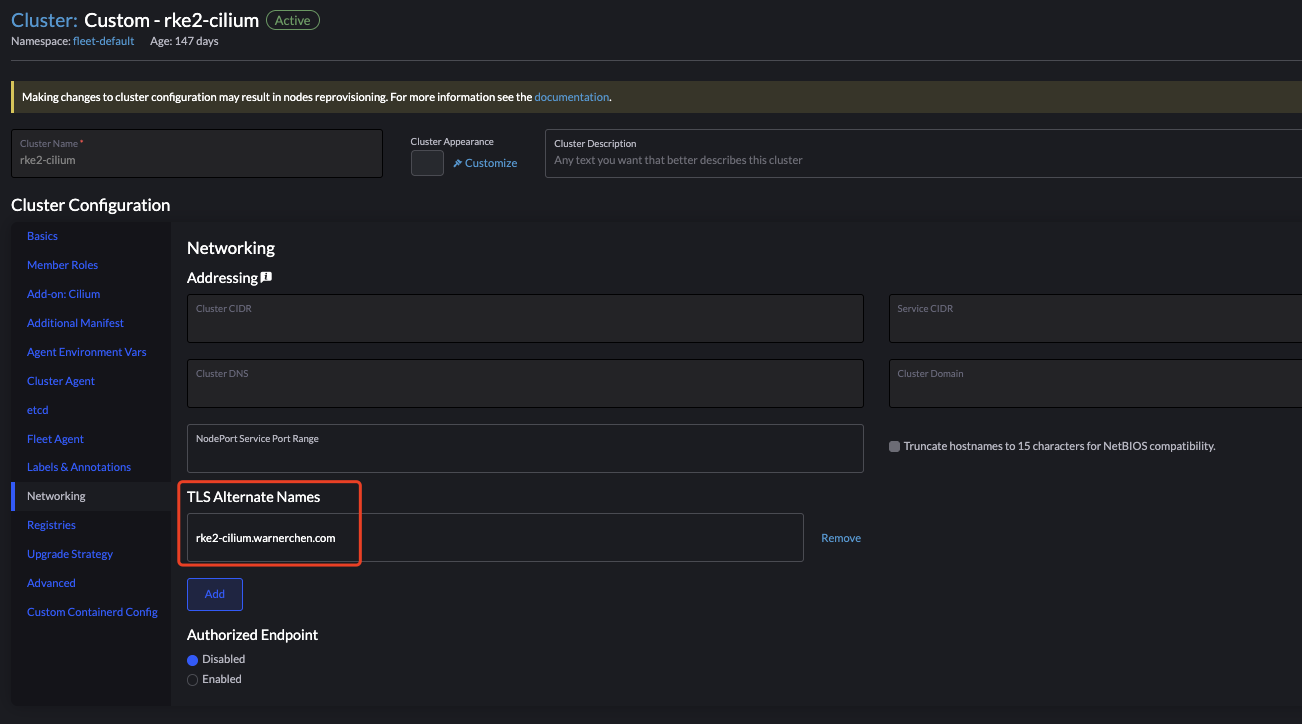 Cluster: Custom - rke2-cilium Active
Namespace: fleet-default Age: 147 days
Making changes to cluster configuration may result in nodes reprovisioning. For more information see the documentation.
Cluster Name *
rke2-cilium
Cluster Appearance
Customize
Cluster Description
Any text you want that better describes this cluster
Cluster Configuration
Basics
Member Roles
Add-on: Cilium
Additional Manifest
Agent Environment Vars
Cluster Agent
etcd
Fleet Agent
Labels & Annotations
Networking
Registries
Upgrade Strategy
Advanced
Custom Containerd Config
Networking
Addressing
Cluster CIDR
Service CIDR
Cluster DNS
Cluster Domain
NodePort Service Port Range
Truncate hostnames to 15 characters for NetBIOS compatibility.
TLS Alternate Names
rke2-cilium.warnerchen.com
Remove
Add
Authorized Endpoint
Disabled
Enabled